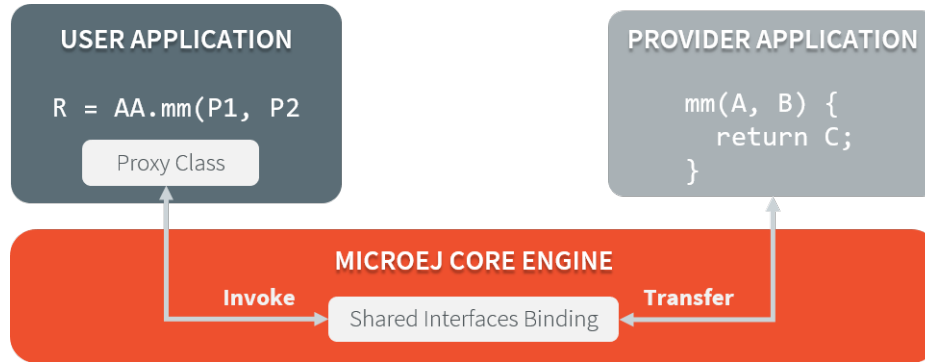 USER APPLICATION
R = AA.mm(P1, P2
Proxy Class
PROVIDER APPLICATION
mm(A, B) {
return C;
}
MICROEJ CORE ENGINE
Invoke
Shared Interfaces Binding
Transfer